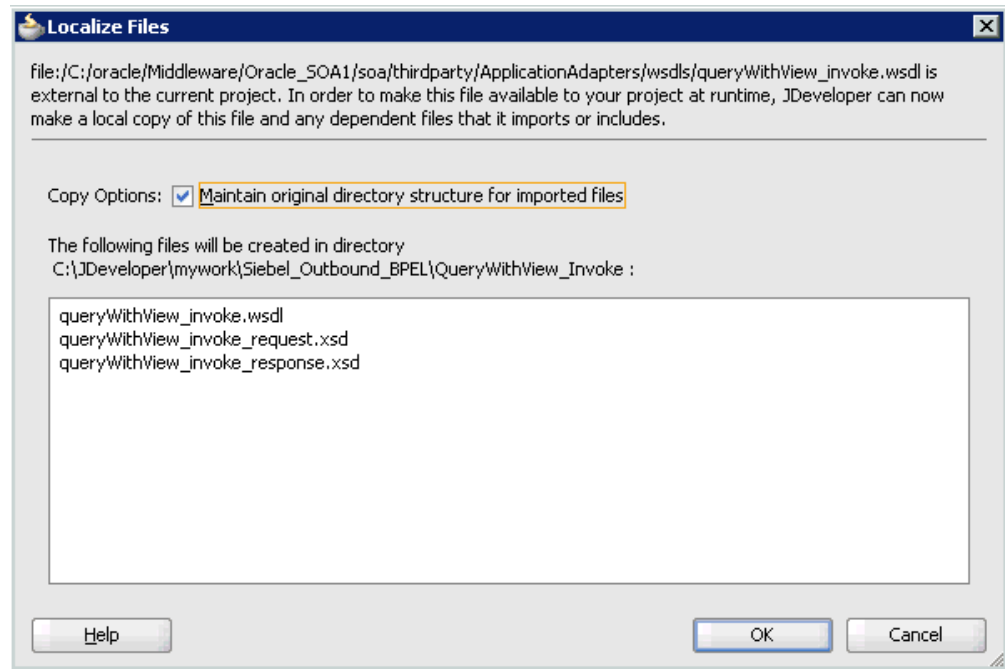 Localize Files
file:/C:/oracle/Middleware/Oracle_SOA1/soa/thirdparty/ApplicationAdapters/wsdls/queryWithView_invoke.wsdl is
external to the current project. In order to make this file available to your project at runtime, JDeveloper can now
make a local copy of this file and any dependent files that it imports or includes.
Copy Options: Maintain original directory structure for imported files
The following files will be created in directory
C:\JDeveloper\mywork\Siebel_Outbound_BPEL\QueryWithView_Invoke :
queryWithView_invoke.wsdl
queryWithView_invoke_request.xsd
queryWithView_invoke_response.xsd
Help OK Cancel